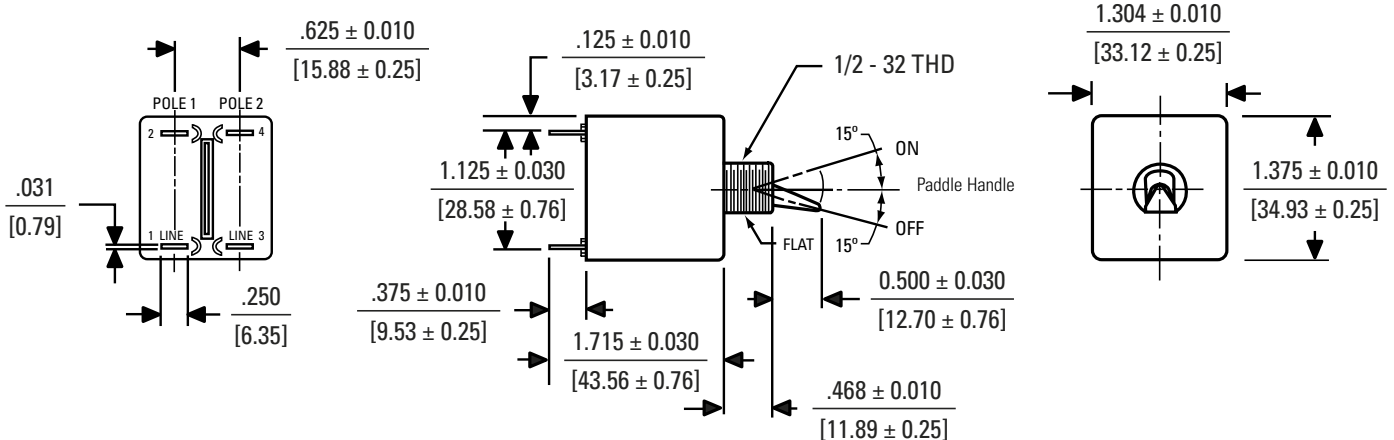 .625 ± 0.010
[15.88 ± 0.25]
POLE 1 POLE 2
2 4
1 LINE LINE 3
.031
[0.79]
.250
[6.35]
.125 ± 0.010
[3.17 ± 0.25]
1/2 - 32 THD
1.125 ± 0.030
[28.58 ± 0.76]
15º
ON
Paddle Handle
OFF
15º
FLAT
.375 ± 0.010
[9.53 ± 0.25]
0.500 ± 0.030
[12.70 ± 0.76]
1.715 ± 0.030
[43.56 ± 0.76]
.468 ± 0.010
[11.89 ± 0.25]
1.304 ± 0.010
[33.12 ± 0.25]
1.375 ± 0.010
[34.93 ± 0.25]